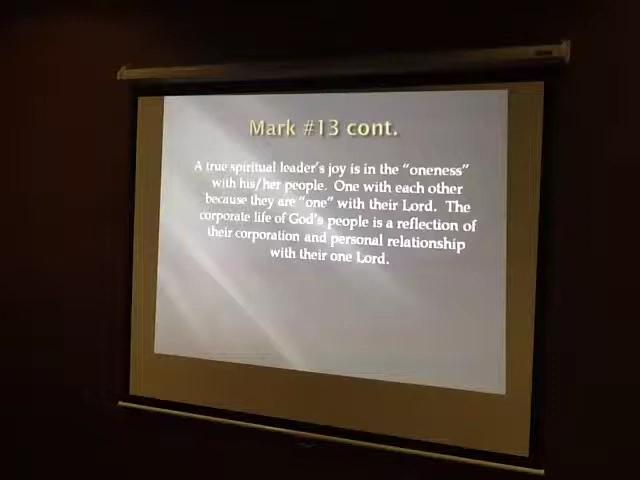 Mark #13 cont.
A true spiritual leader's joy is in the "oneness"
with his/her people. One with each other
because they are "one" with their Lord. The
corporate life of God's people is a reflection of
their corporation and personal relationship
with their one Lord.